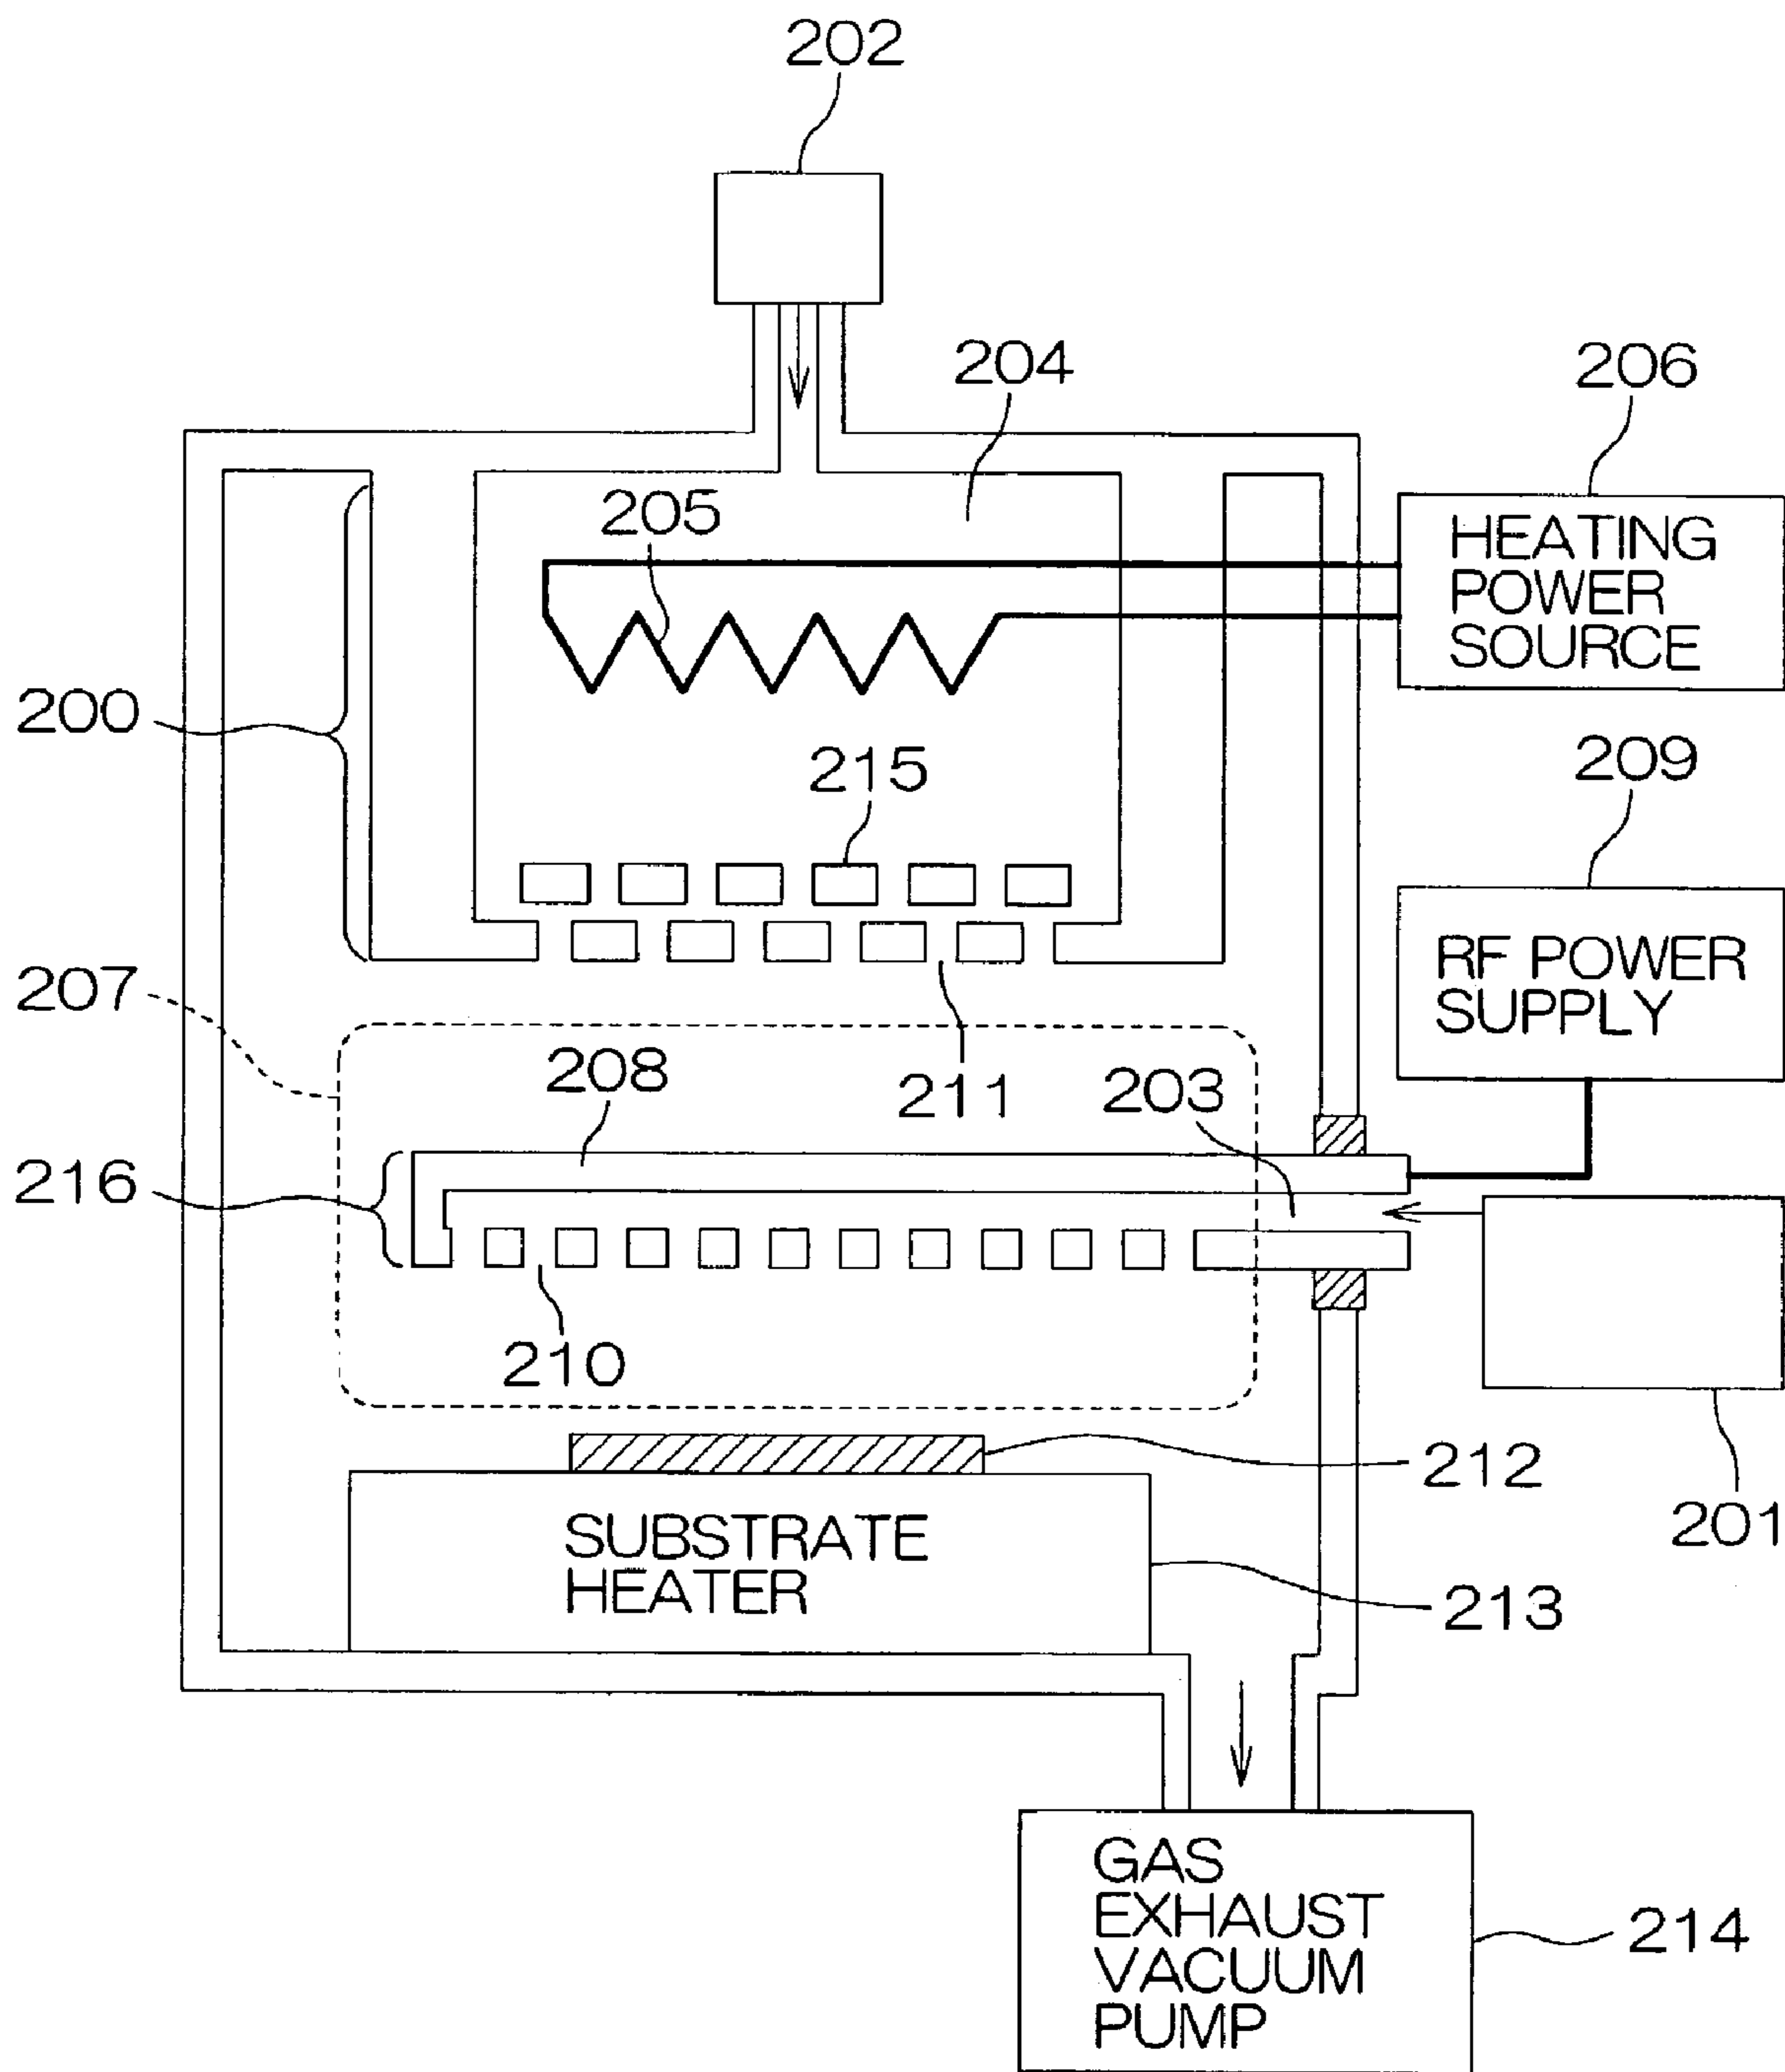 202
204
206
205
HEATING
POWER
SOURCE
200
215
209
207
RF POWER
SUPPLY
208
211
203
216
210
212
201
SUBSTRATE
HEATER
213
GAS
EXHAUST
VACUUM
PUMP
214